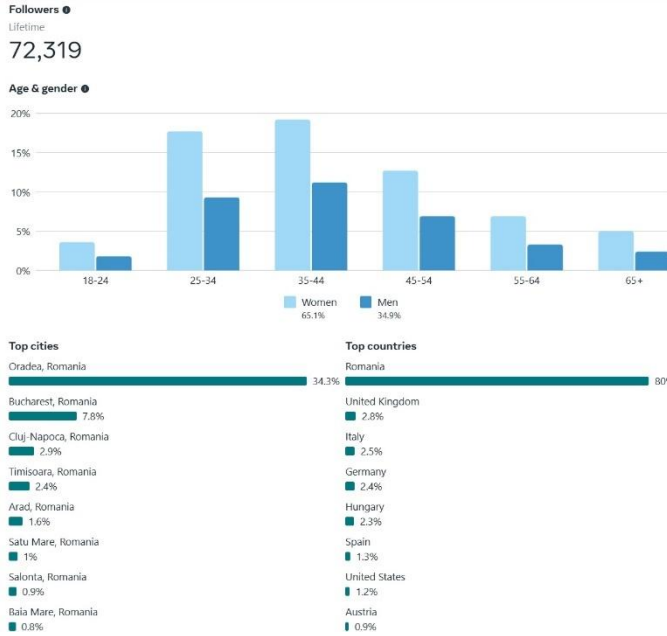 Followers
Lifetime
72,319
Age & gender
20%
15%
10%
5%
0%
18-24 25-34 35-44 45-54 55-64 65+
Women Men
65.1% 34.9%
Top cities
Oradea, Romania
34.3%
Bucharest, Romania
7.8%
Cluj-Napoca, Romania
2.9%
Timisoara, Romania
2.4%
Arad, Romania
1.6%
Satu Mare, Romania
1%
Salonta, Romania
0.9%
Baia Mare, Romania
0.8%
Top countries
Romania
80%
United Kingdom
2.8%
Italy
2.5%
Germany
2.4%
Hungary
2.3%
Spain
1.3%
United States
1.2%
Austria
0.9%